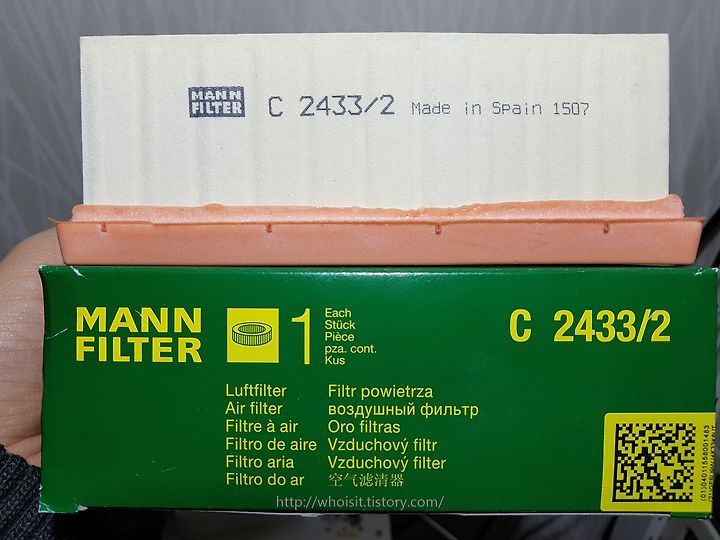 MANN
FILTER
C 2433/2 Made in Spain 1507
MANN
FILTER
1
Each
Stück
Pièce
pza. cont.
Kus
C 2433/2
Luftfilter
Air filter
Filtre à air
Filtro de aire
Filtro aria
Filtro do ar
Filtr powietrza
воздушный фильтр
Oro filtras
Vzduchový filtr
Vzduchový filter
空气滤清器
(01)04011558001483
http://whoisit.tistory.com/